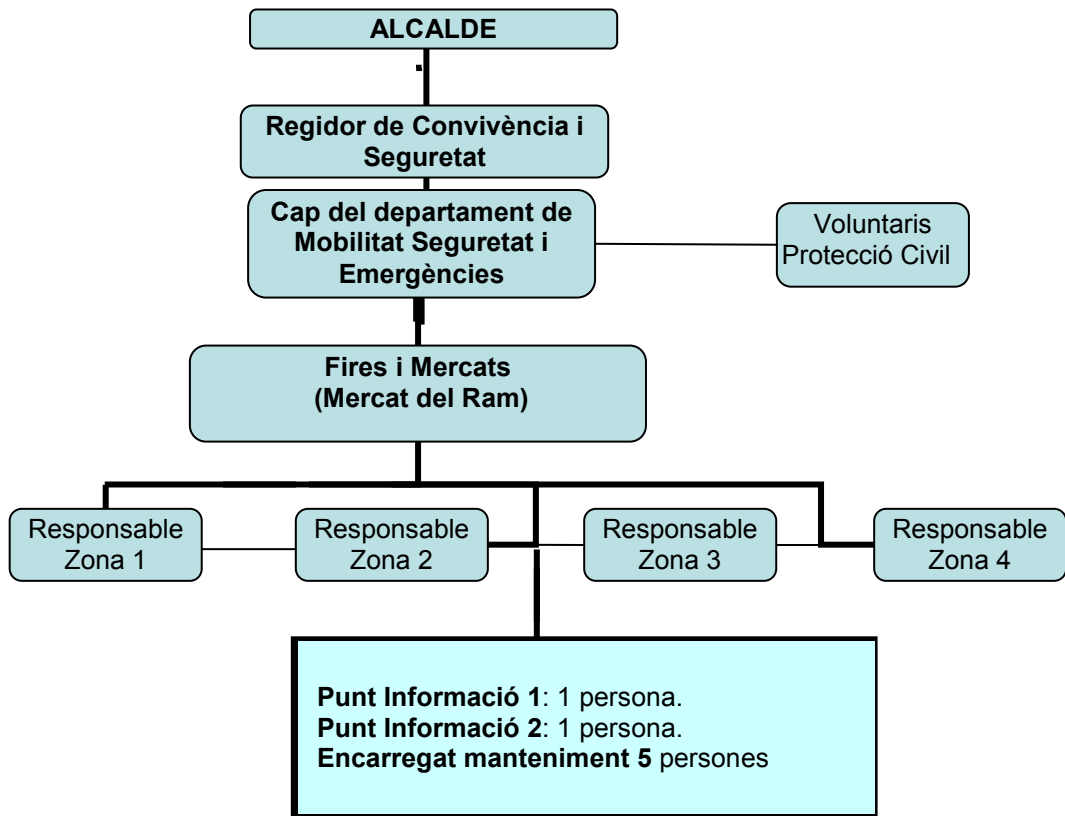 ALCALDE
Regidor de Convivència i
Seguretat
Cap del departament de
Mobilitat Seguretat i
Emergències
Voluntaris
Protecció Civil
Fires i Mercats
(Mercat del Ram)
Responsable
Zona 1
Responsable
Zona 2
Responsable
Zona 3
Responsable
Zona 4
Punt Informació 1: 1 persona.
Punt Informació 2: 1 persona.
Encarregat manteniment 5 persones